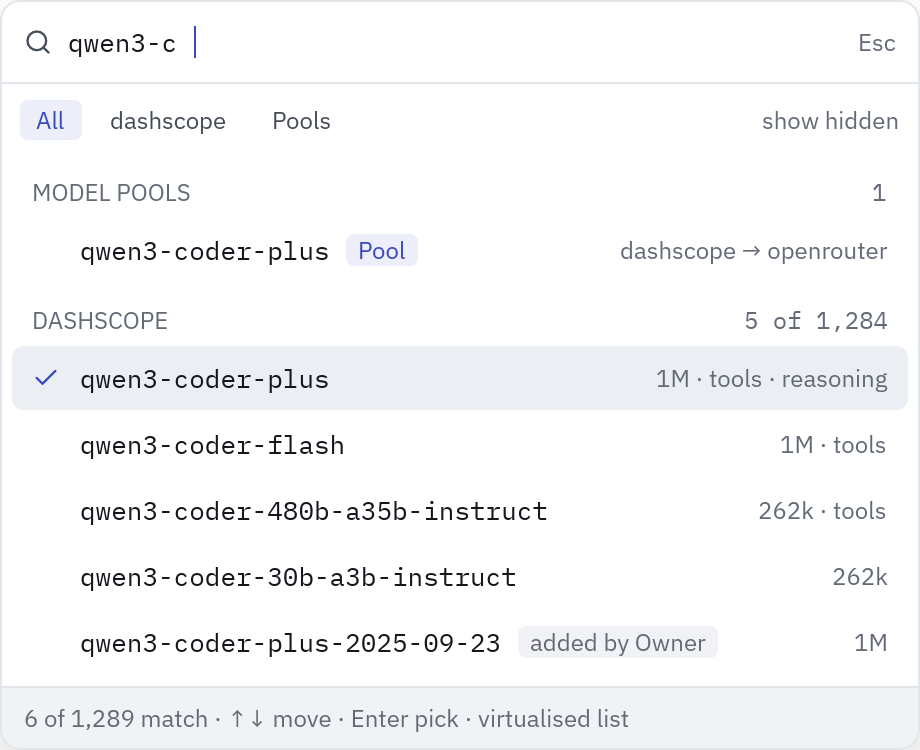 qwen3-c Esc
All dashscope Pools show hidden
MODEL POOLS 1
qwen3-coder-plus Pool dashscope → openrouter
DASHSCOPE 5 of 1,284
qwen3-coder-plus 1M · tools · reasoning
qwen3-coder-flash 1M · tools
qwen3-coder-480b-a35b-instruct 262k · tools
qwen3-coder-30b-a3b-instruct 262k
qwen3-coder-plus-2025-09-23 added by Owner 1M
6 of 1,289 match · ↑↓ move · Enter pick · virtualised list